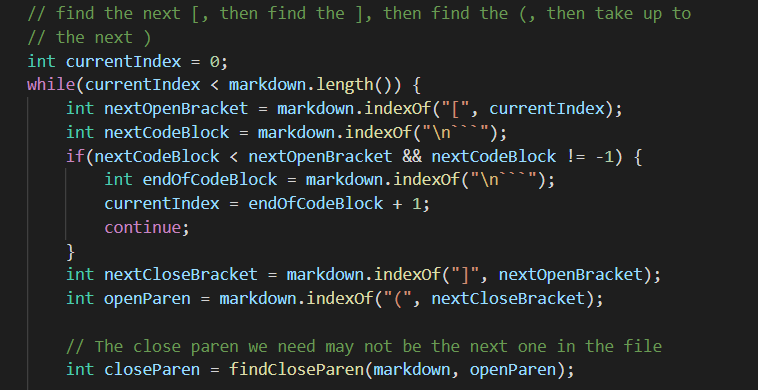 // find the next [, then find the ], then find the (, then take up to
// the next )
int currentIndex = 0;
while(currentIndex < markdown.length()) {
    int nextOpenBracket = markdown.indexOf("[", currentIndex);
    int nextCodeBlock = markdown.indexOf("\n```");
    if(nextCodeBlock < nextOpenBracket && nextCodeBlock != -1) {
        int endOfCodeBlock = markdown.indexOf("\n```");
        currentIndex = endOfCodeBlock + 1;
        continue;
    }
    int nextCloseBracket = markdown.indexOf("]", nextOpenBracket);
    int openParen = markdown.indexOf("(", nextCloseBracket);
    // The close paren we need may not be the next one in the file
    int closeParen = findCloseParen(markdown, openParen);